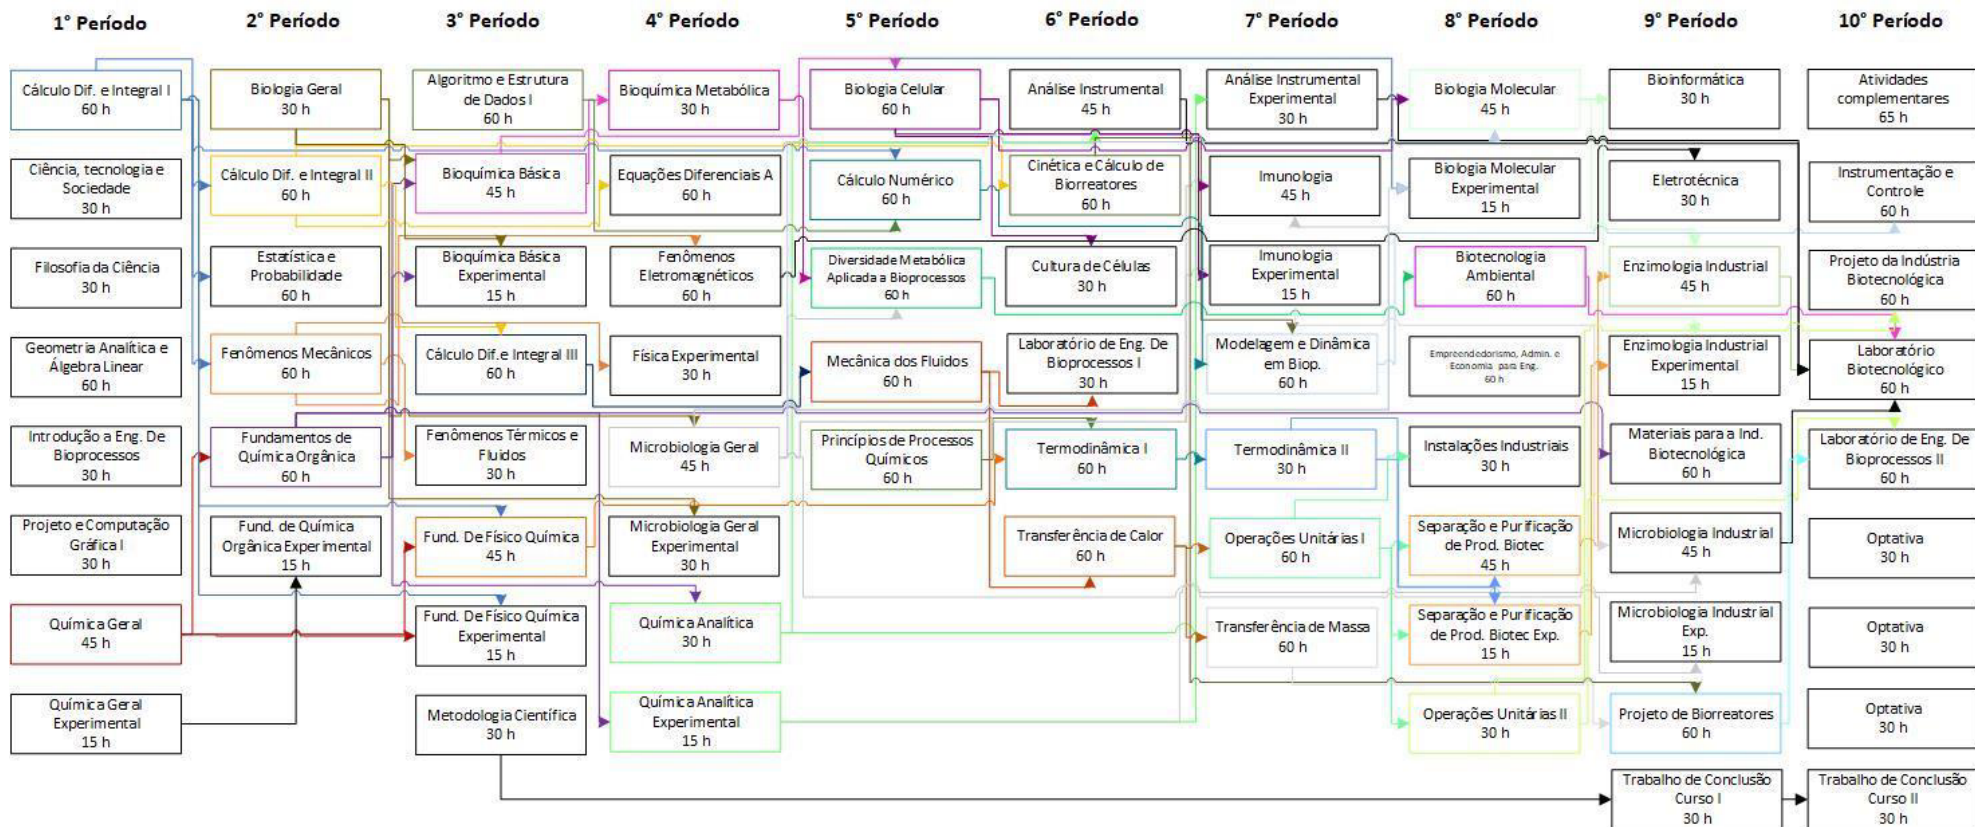 1° Período
2° Período
3° Período
4° Período
5° Período
6° Período
7° Período
8° Período
9° Período
10° Período
Cálculo Dif. e Integral I
60 h
Ciência, tecnologia e
Sociedade
30 h
Filosofia da Ciência
30 h
Geometria Analítica e
Álgebra Linear
60 h
Introdução a Eng. De
Bioprocessos
30 h
Projeto e Computação
Gráfica I
30 h
Química Geral
45 h
Química Geral
Experimental
15 h
Biologia Geral
30 h
Cálculo Dif. e Integral II
60 h
Estatística e
Probabilidade
60 h
Fenômenos Mecânicos
60 h
Fundamentos de
Química Orgânica
60 h
Fund. de Química
Orgânica Experimental
15 h
Algoritmo e Estrutura
de Dados I
60 h
Bioquímica Básica
45 h
Bioquímica Básica
Experimental
15 h
Cálculo Dif.e Integral III
60 h
Fenômenos Térmicos e
Fluidos
30 h
Fund. De Físico Química
45 h
Fund. De Físico Química
Experimental
15 h
Metodologia Científica
30 h
Bioquímica Metabólica
30 h
Equações Diferenciais A
60 h
Fenômenos
Eletromagnéticos
60 h
Física Experimental
30 h
Microbiologia Geral
45 h
Microbiologia Geral
Experimental
30 h
Química Analítica
30 h
Química Analítica
Experimental
15 h
Biologia Celular
60 h
Cálculo Numérico
60 h
Diversidade Metabólica
Aplicada a Bioprocessos
60 h
Mecânica dos Fluidos
60 h
Princípios de Processos
Químicos
60 h
Análise Instrumental
45 h
Cinética e Cálculo de
Biorreatores
60 h
Cultura de Células
30 h
Laboratório de Eng. De
Bioprocessos I
30 h
Termodinâmica I
60 h
Transferência de Calor
60 h
Análise Instrumental
Experimental
30 h
Imunologia
45 h
Imunologia
Experimental
15 h
Modelagem e Dinâmica
em Biop.
60 h
Termodinâmica II
30 h
Operações Unitárias I
60 h
Transferência de Massa
60 h
Biologia Molecular
45 h
Biologia Molecular
Experimental
15 h
Biotecnologia
Ambiental
60 h
Empreendedorismo, Admin. e
Economia para Eng.
60 h
Instalações Industriais
30 h
Separação e Purificação
de Prod. Biotec
45 h
Separação e Purificação
de Prod. Biotec Exp.
15 h
Operações Unitárias II
30 h
Bioinformática
30 h
Eletrotécnica
30 h
Enzimologia Industrial
45 h
Enzimologia Industrial
Experimental
15 h
Materiais para a Ind.
Biotecnológica
60 h
Microbiologia Industrial
45 h
Microbiologia Industrial
Exp.
15 h
Projeto de Biorreatores
60 h
Trabalho de Conclusão
Curso I
30 h
Atividades
complementares
65 h
Instrumentação e
Controle
60 h
Projeto da Indústria
Biotecnológica
60 h
Laboratório
Biotecnológico
60 h
Laboratório de Eng. De
Bioprocessos II
60 h
Optativa
30 h
Optativa
30 h
Optativa
30 h
Trabalho de Conclusão
Curso II
30 h